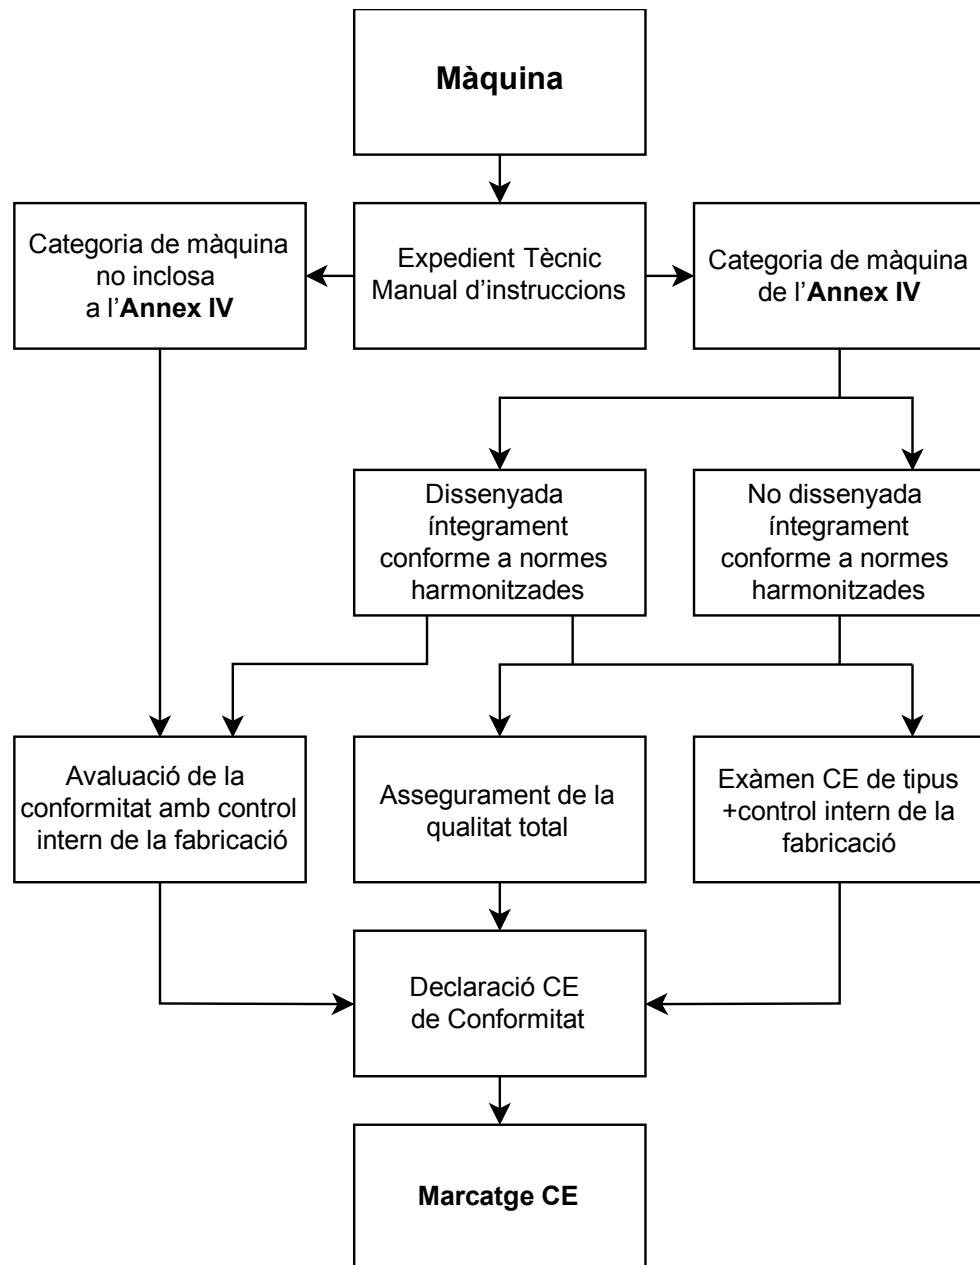 Màquina
Categoria de màquina
no inclosa
a l’Annex IV
Expedient Tècnic
Manual d’instruccions
Categoria de màquina
de l’Annex IV
Dissenyada
íntegrament
conforme a normes
harmonitzades
No dissenyada
íntegrament
conforme a normes
harmonitzades
Avaluació de la
conformitat amb control
intern de la fabricació
Assegurament de la
qualitat total
Exàmen CE de tipus
+control intern de la
fabricació
Declaració CE
de Conformitat
Marcatge CE